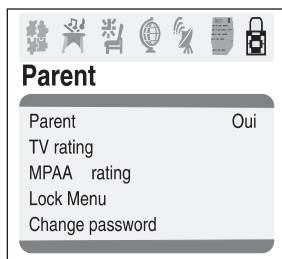 Parent
Parent Oui
TV rating
MPAA rating
Lock Menu
Change password